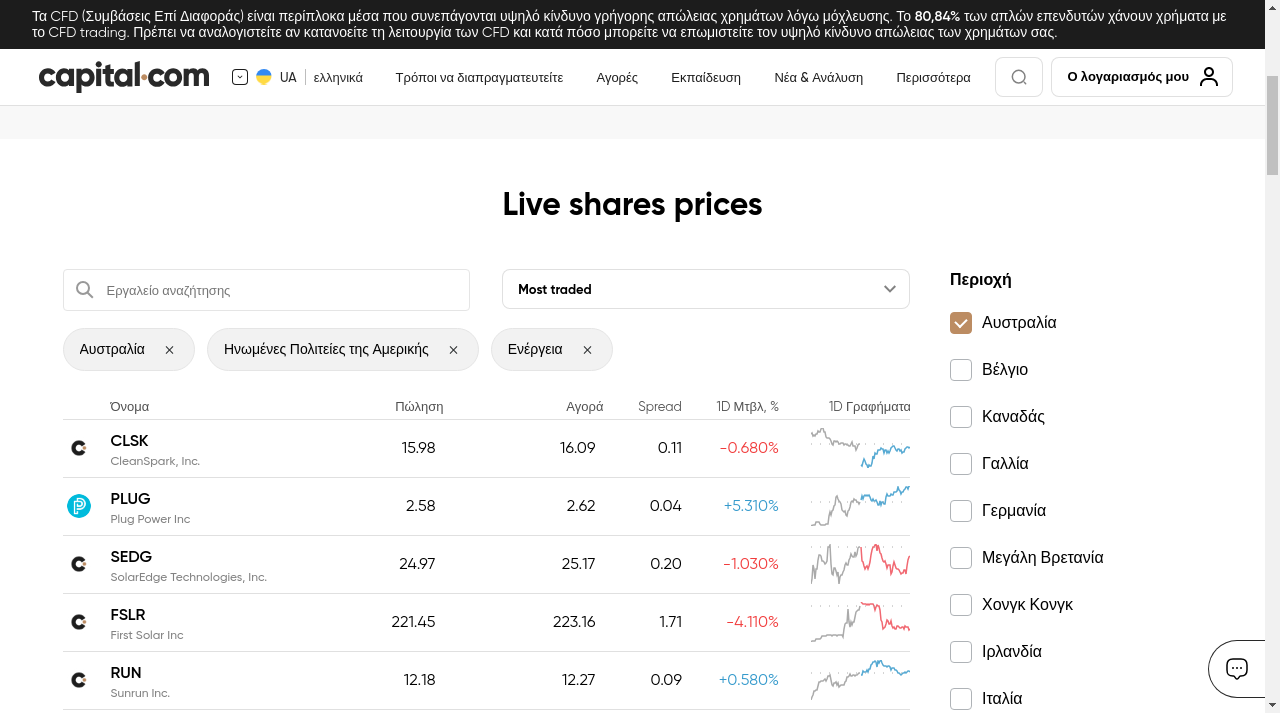 Τα CFD (Συμβάσεις Επί Διαφοράς) είναι περίπλοκα μέσα που συνεπάγονται υψηλό κίνδυνο γρήγορης απώλειας χρημάτων λόγω μόχλευσης. Το 80,84% των απλών επενδυτών χάνουν χρήματα με
το CFD trading. Πρέπει να αναλογιστείτε αν κατανοείτε τη λειτουργία των CFD και κατά πόσο μπορείτε να επωμιστείτε τον υψηλό κίνδυνο απώλειας των χρημάτων σας.
capital.com UA ελληνικά Τρόποι να διαπραγματευτείτε Αγορές Εκπαίδευση Νέα & Ανάλυση Περισσότερα Ο λογαριασμός μου
Live shares prices
Εργαλείο αναζήτησης Most traded
Αυστραλία Ηνωμένες Πολιτείες της Αμερικής Ενέργεια
Όνομα Πώληση Αγορά Spread 1D Μτβλ, % 1D Γραφήματα
CLSK 15.98 16.09 0.11 -0.680%
CleanSpark, Inc.
PLUG 2.58 2.62 0.04 +5.310%
Plug Power Inc
SEDG 24.97 25.17 0.20 -1.030%
SolarEdge Technologies, Inc.
FSLR 221.45 223.16 1.71 -4.110%
First Solar Inc
RUN 12.18 12.27 0.09 +0.580%
Sunrun Inc.
Περιοχή
Αυστραλία
Βέλγιο
Καναδάς
Γαλλία
Γερμανία
Μεγάλη Βρετανία
Χονγκ Κονγκ
Ιρλανδία
Ιταλία